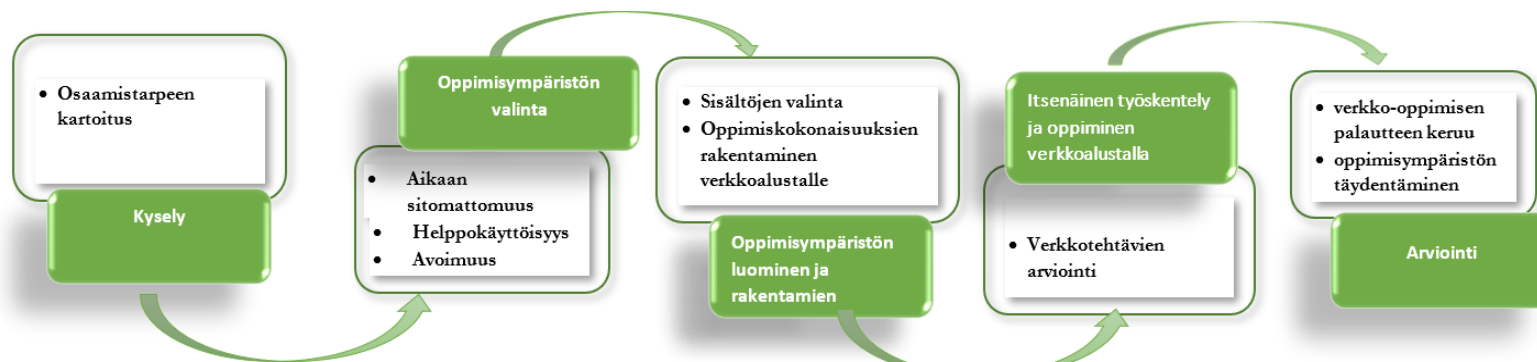 • Osaamistarpeen
kartoitus
Kysely
Oppimisympäristön
valinta
• Aikaan
sitomattomuus
• Helppokäyttöisyys
• Avoimuus
• Sisältöjen valinta
• Oppimiskokonaisuuksien
rakentaminen
verkkoalustalle
Oppimisympäristön
luominen ja
rakentamien
Itsenäinen työskentely
ja oppiminen
verkkoalustalla
• Verkkotehtävien
arviointi
• verkko-oppimisen
palautteen keruu
• oppimisympäristön
täydentäminen
Arviointi